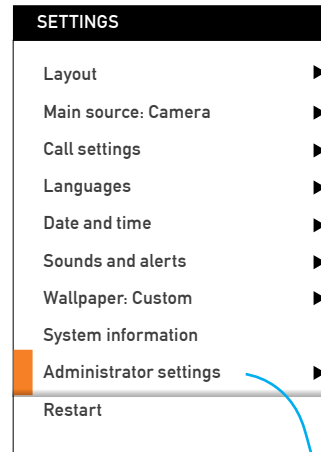 SETTINGS
Layout
Main source: Camera
Call settings
Languages
Date and time
Sounds and alerts
Wallpaper: Custom
System information
Administrator settings
Restart